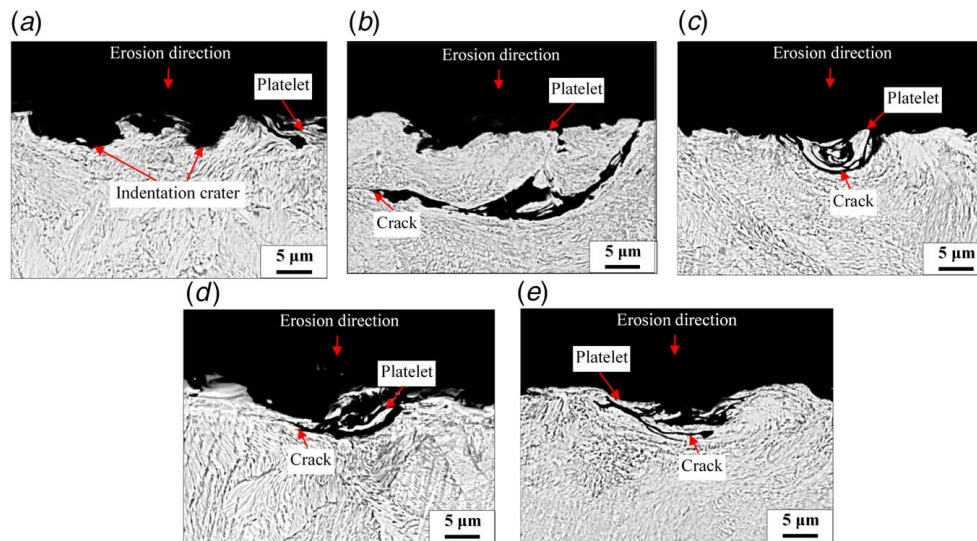 (a)
Erosion direction
Platelet
Indentation crater
5 μm
(b)
Erosion direction
Platelet
Crack
5 μm
(c)
Erosion direction
Platelet
Crack
5 μm
(d)
Erosion direction
Platelet
Crack
5 μm
(e)
Erosion direction
Platelet
Crack
5 μm